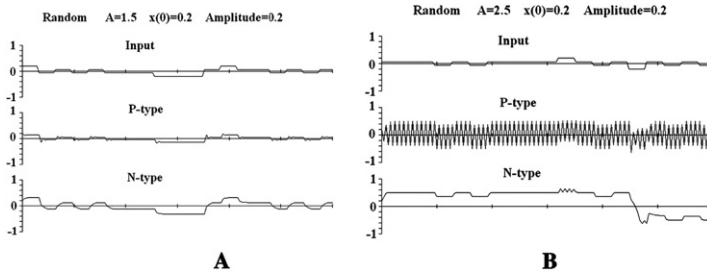 Random A=1.5 x(0)=0.2 Amplitude=0.2
Input
1
0
-1
P-type
1
0
-1
N-type
1
0
-1
A
Random A=2.5 x(0)=0.2 Amplitude=0.2
Input
1
0
-1
P-type
1
0
-1
N-type
1
0
-1
B